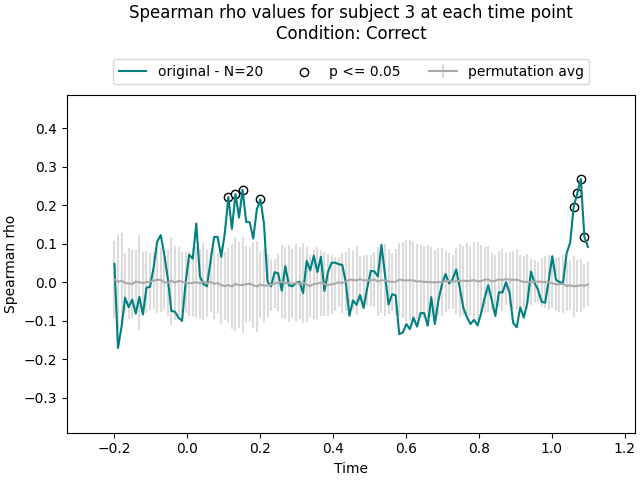 Spearman rho values for subject 3 at each time point
Condition: Correct
original - N=20 p <= 0.05 permutation avg
0.4
0.3
0.2
0.1
0.0
−0.1
−0.2
−0.3
Spearman rho
−0.2 0.0 0.2 0.4 0.6 0.8 1.0 1.2
Time